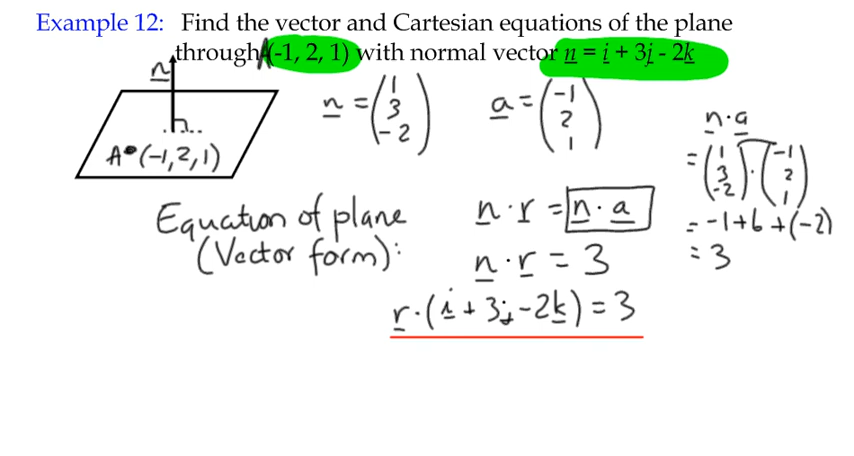 Example 12: Find the vector and Cartesian equations of the plane
through A(-1, 2, 1) with normal vector n = i + 3j - 2k
n
A (-1,2,1)
n = (1 3 -2)
a = (-1 2 1)
n · a
= (1 3 -2) · (-1 2 1)
= -1+6+(-2)
= 3
Equation of plane
(Vector form):
n · r = n · a
n · r = 3
r · (i + 3j - 2k) = 3